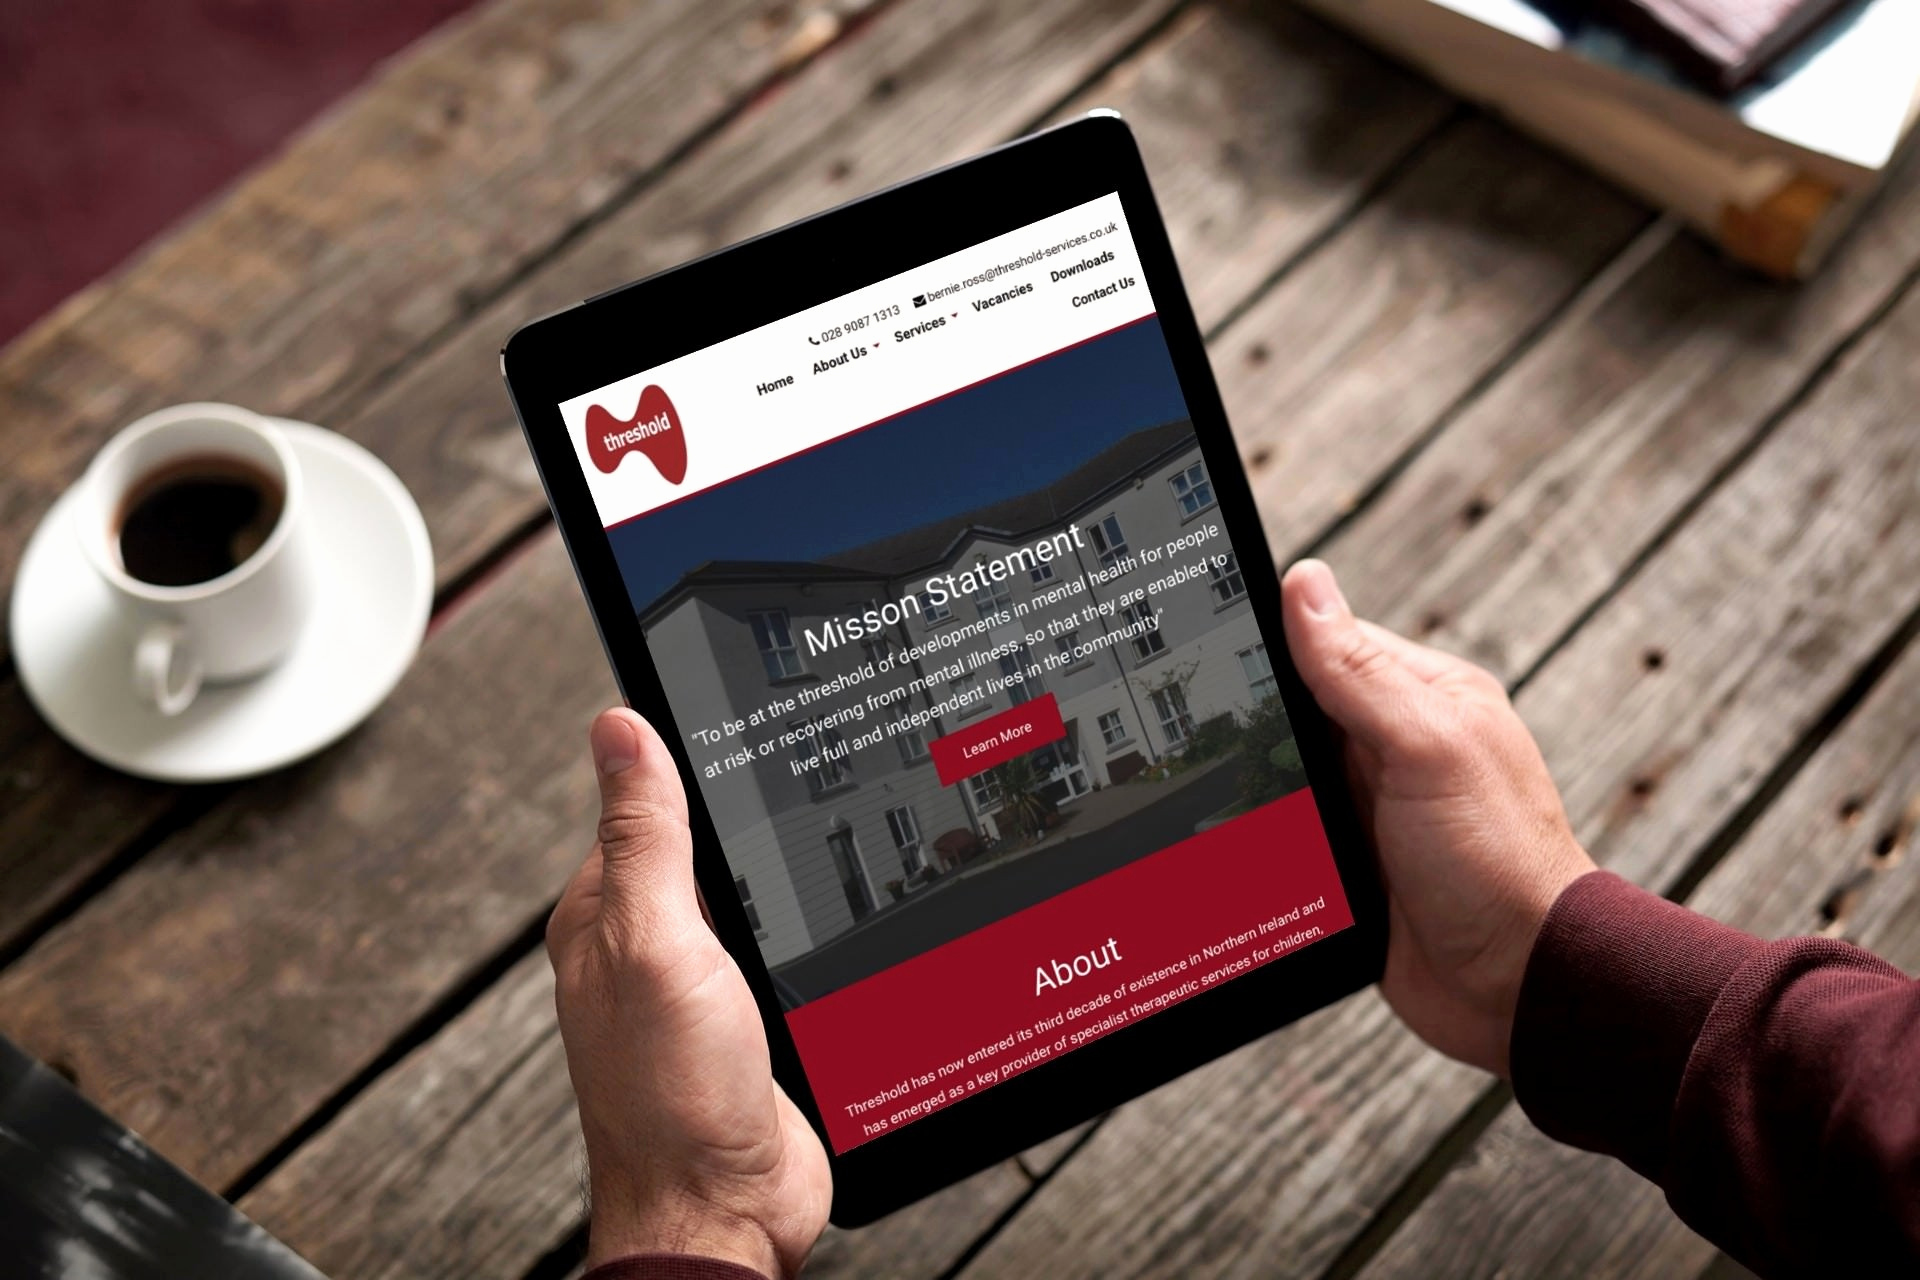 028 9087 1313 bernie.ross@threshold-services.co.uk
Home About Us Services Vacancies Downloads
Contact Us
threshold
Misson Statement
"To be at the threshold of developments in mental health for people
at risk or recovering from mental illness, so that they are enabled to
live full and independent lives in the community"
Learn More
About
Threshold has now entered its third decade of existence in Northern Ireland and
has emerged as a key provider of specialist therapeutic services for children,